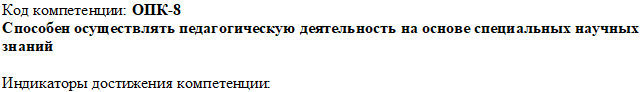 Код компетенции: ОПК-8
Способен осуществлять педагогическую деятельность на основе специальных научных
знаний
Индикаторы достижения компетенции: